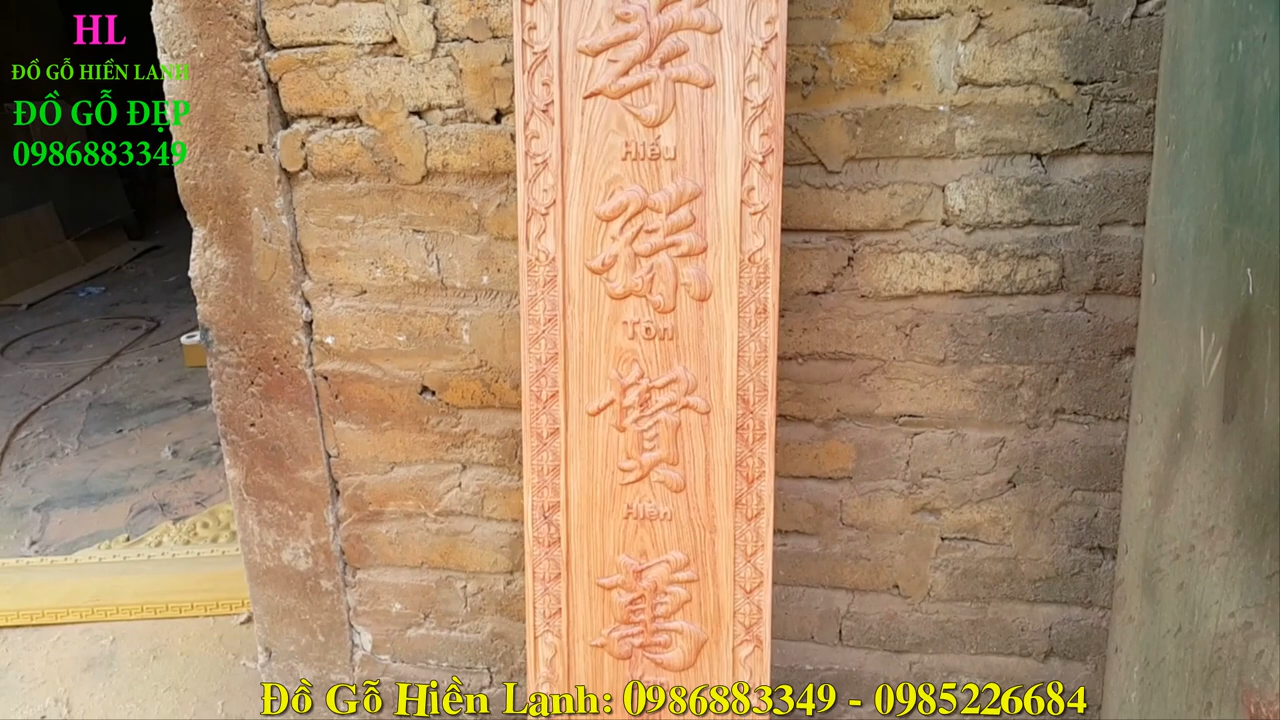 HL
ĐỒ GỖ HIỀN LANH
ĐỒ GỖ ĐẸP
0986883349
孝
Hiếu
孫
Tôn
賢
Hiền
萬
Đồ Gỗ Hiền Lanh: 0986883349 - 0985226684